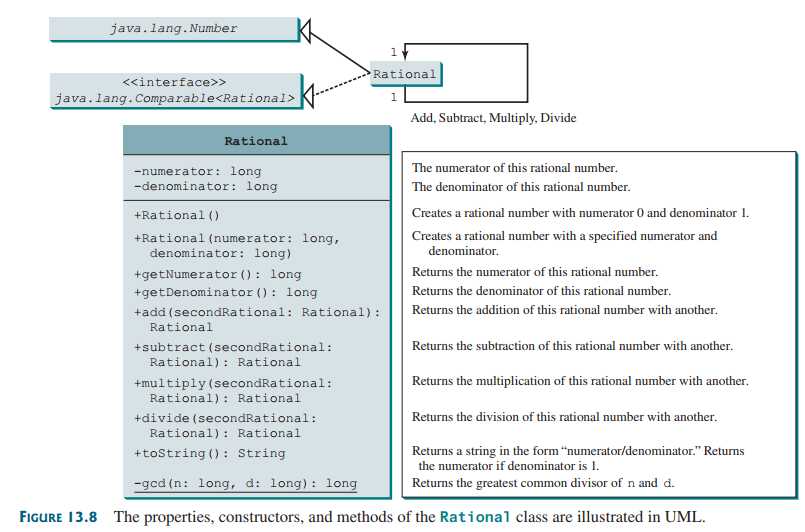 java.lang.Number
<<interface>>
java.lang.Comparable<Rational>
1
Rational
1
Add, Subtract, Multiply, Divide
Rational
-numerator: long
-denominator: long
+Rational()
+Rational(numerator: long,
denominator: long)
+getNumerator(): long
+getDenominator(): long
+add(secondRational: Rational):
Rational
+subtract(secondRational:
Rational): Rational
+multiply(secondRational:
Rational): Rational
+divide(secondRational:
Rational): Rational
+toString(): String
-gcd(n: long, d: long): long
The numerator of this rational number.
The denominator of this rational number.
Creates a rational number with numerator 0 and denominator 1.
Creates a rational number with a specified numerator and
denominator.
Returns the numerator of this rational number.
Returns the denominator of this rational number.
Returns the addition of this rational number with another.
Returns the subtraction of this rational number with another.
Returns the multiplication of this rational number with another.
Returns the division of this rational number with another.
Returns a string in the form “numerator/denominator.” Returns
the numerator if denominator is 1.
Returns the greatest common divisor of n and d.
FIGURE 13.8 The properties, constructors, and methods of the Rational class are illustrated in UML.